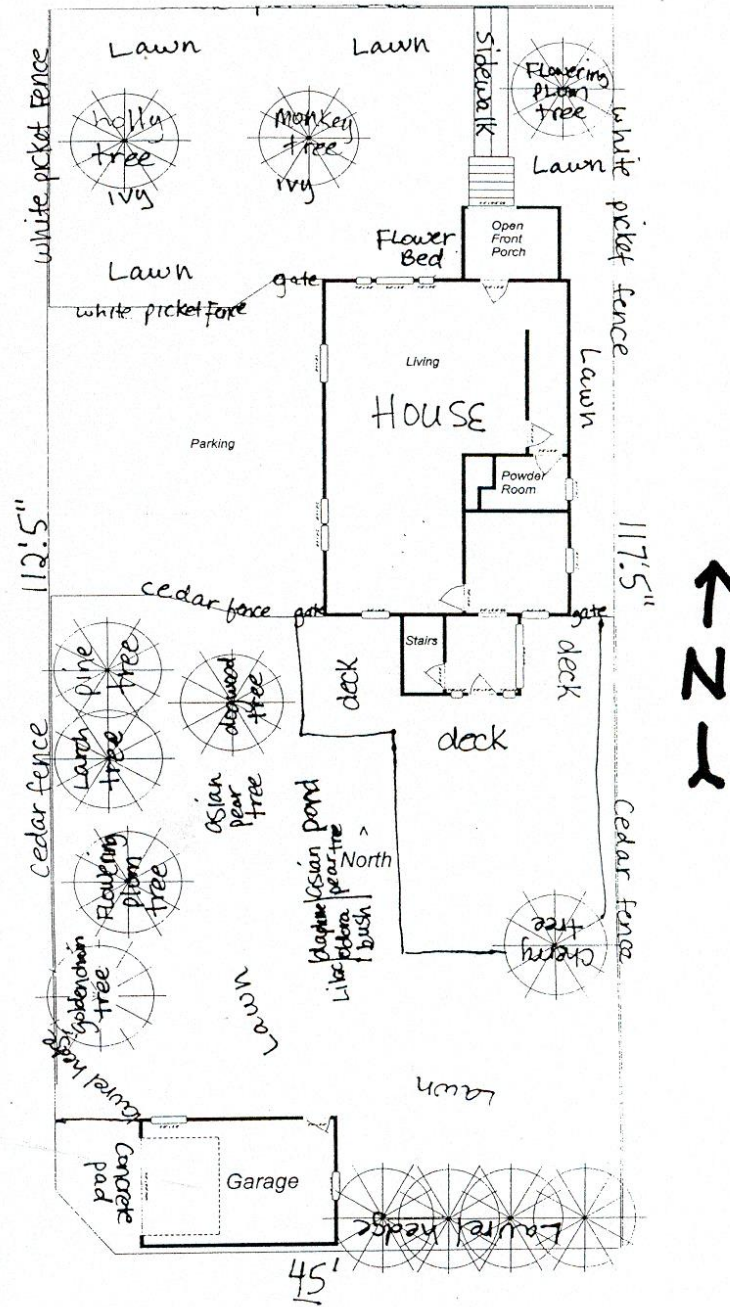 Lawn
Lawn
Sidewalk
Flowering
plum
tree
white picket Fence
holly
tree
ivy
Monkey
tree
ivy
Lawn
white picket fence
Open
Front
Porch
Flower
Bed
Lawn
gate
white picket Fence
Living
HOUSE
Lawn
Parking
Powder
Room
112'5"
117'5"
N
cedar fence
gate
gate
Stairs
pine
tree
dogwood
tree
deck
deck
deck
Larch
tree
cedar fence
asian
pear
tree
pond
asian
pear tree
^
North
Cedar fence
Flowering
plum
tree
daphne
bush
Cherry
tree
goldenchain
tree
Lawn
laurel hedge
Lawn
Concrete
pad
Garage
Laurel hedge
45'